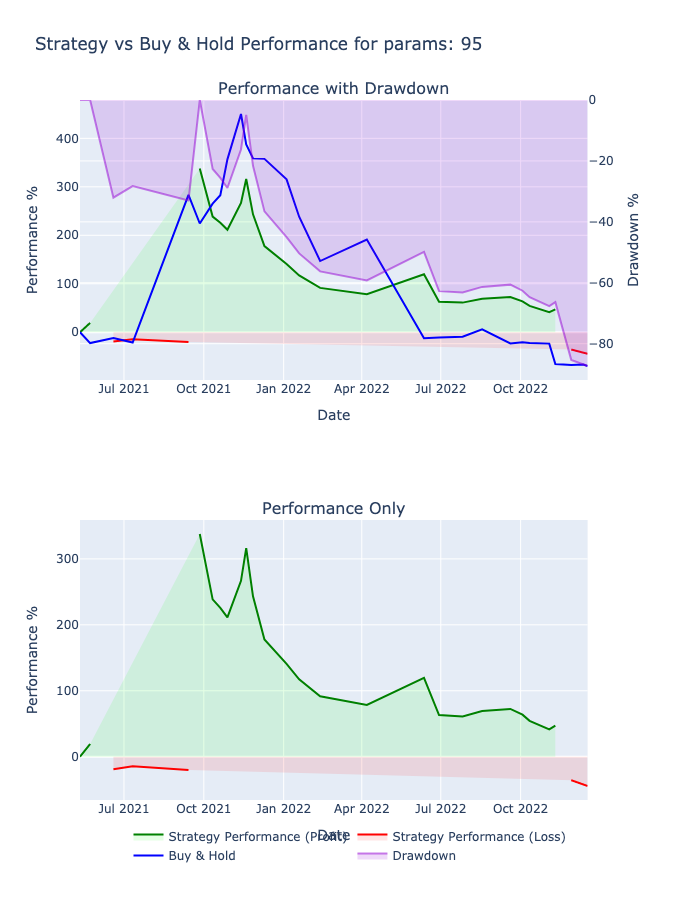 Strategy vs Buy & Hold Performance for params: 95
Performance with Drawdown
400
300
200
100
0
Performance %
0
−20
−40
−60
−80
Drawdown %
Jul 2021
Oct 2021
Jan 2022
Apr 2022
Jul 2022
Oct 2022
Date
Performance Only
300
200
100
0
Performance %
Jul 2021
Oct 2021
Jan 2022
Apr 2022
Jul 2022
Oct 2022
Date
Strategy Performance (Profit)
Strategy Performance (Loss)
Buy & Hold
Drawdown